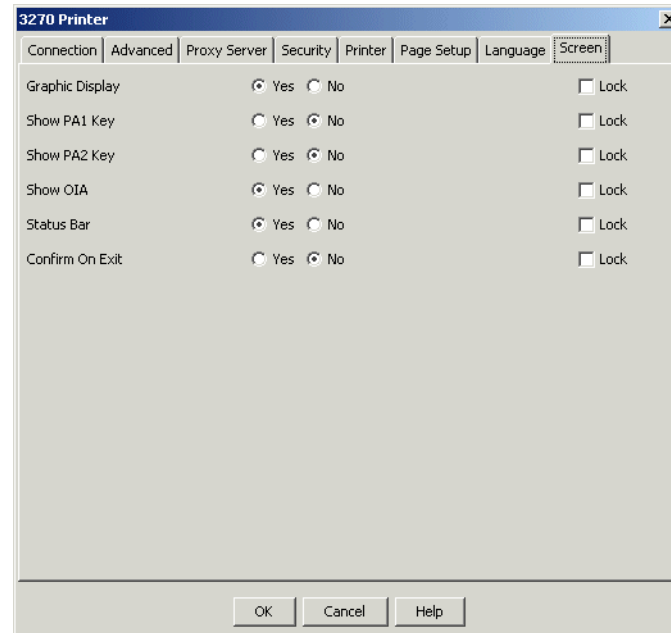 3270 Printer
Connection Advanced Proxy Server Security Printer Page Setup Language Screen
Graphic Display Yes No Lock
Show PA1 Key Yes No Lock
Show PA2 Key Yes No Lock
Show OIA Yes No Lock
Status Bar Yes No Lock
Confirm On Exit Yes No Lock
OK Cancel Help